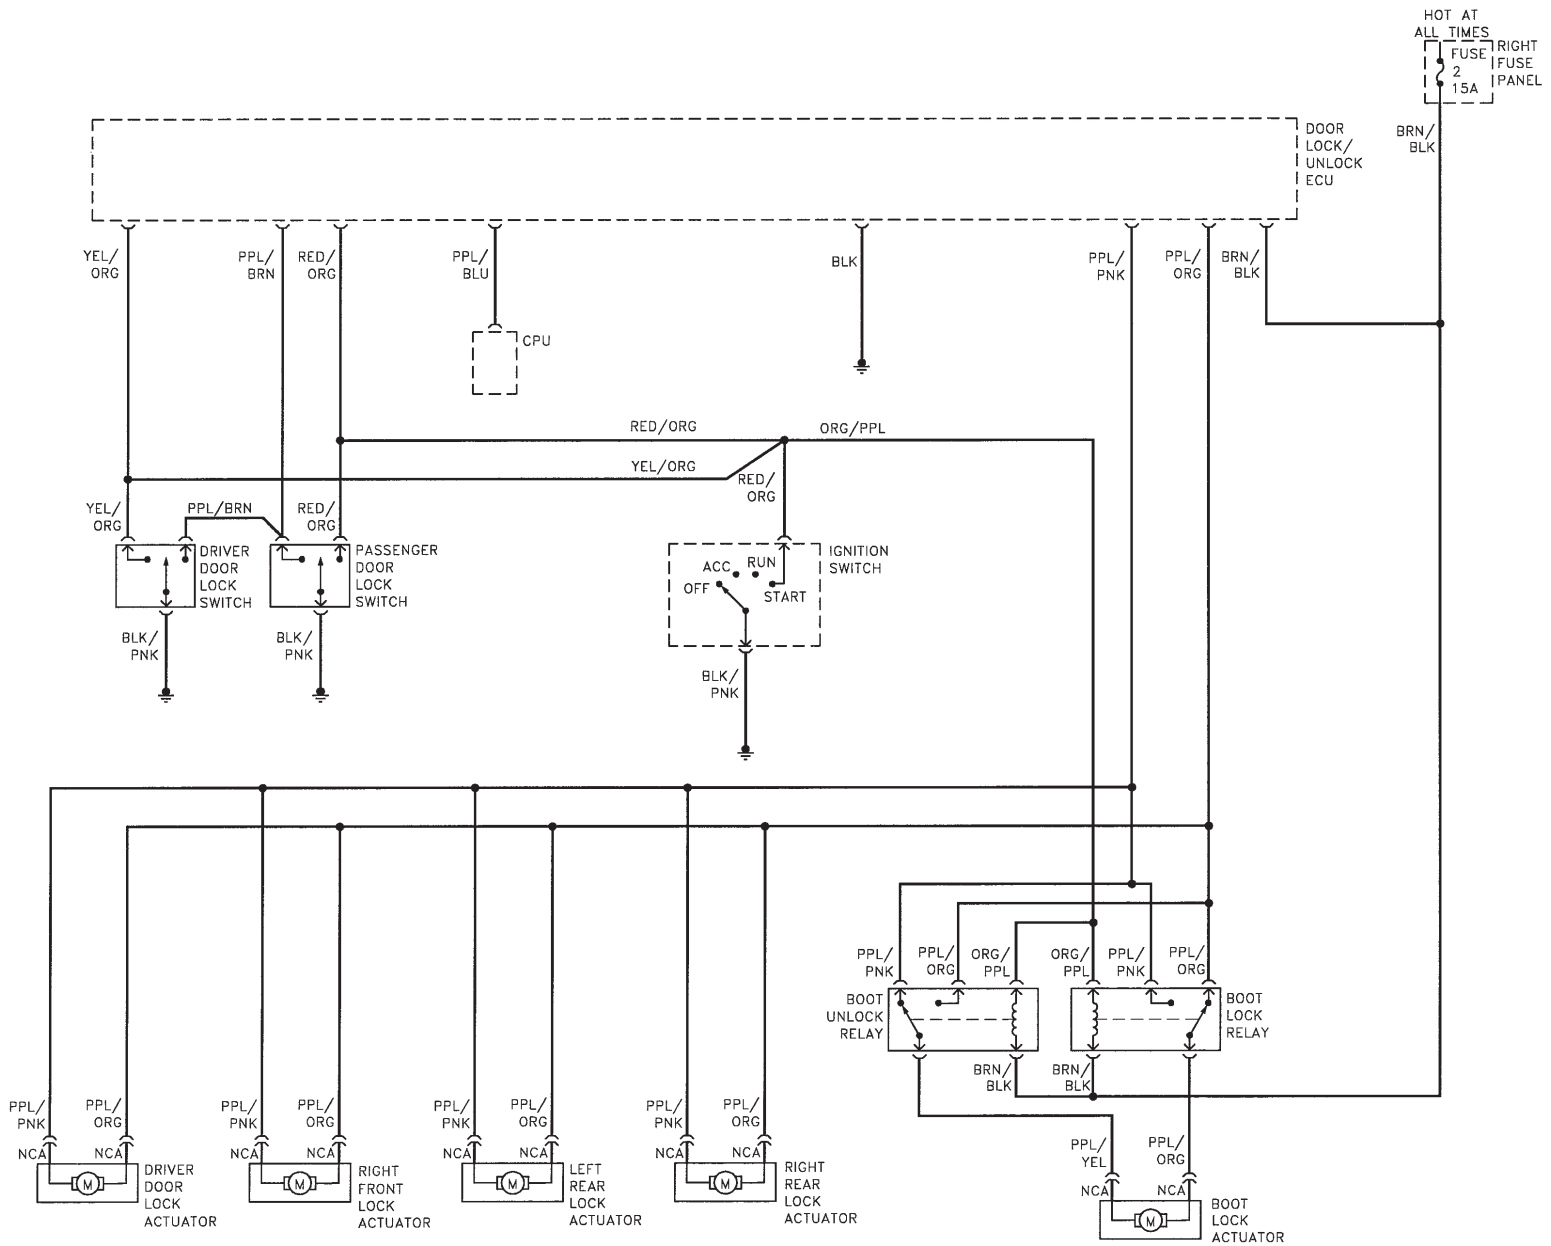 HOT AT
ALL TIMES
FUSE
2
15A
RIGHT
FUSE
PANEL
BRN/
BLK
DOOR
LOCK/
UNLOCK
ECU
YEL/
ORG
PPL/
BRN
RED/
ORG
PPL/
BLU
BLK
PPL/
PNK
PPL/
ORG
BRN/
BLK
CPU
RED/ORG
ORG/PPL
YEL/ORG
RED/
ORG
YEL/
ORG
PPL/BRN
RED/
ORG
DRIVER
DOOR
LOCK
SWITCH
PASSENGER
DOOR
LOCK
SWITCH
IGNITION
SWITCH
OFF
ACC
RUN
START
BLK/
PNK
BLK/
PNK
BLK/
PNK
PPL/
PNK
PPL/
ORG
ORG/
PPL
ORG/
PPL
PPL/
PNK
PPL/
ORG
BOOT
UNLOCK
RELAY
BOOT
LOCK
RELAY
BRN/
BLK
BRN/
BLK
PPL/
PNK
PPL/
ORG
PPL/
PNK
PPL/
ORG
PPL/
PNK
PPL/
ORG
PPL/
PNK
PPL/
ORG
PPL/
YEL
PPL/
ORG
NCA
NCA
NCA
NCA
NCA
NCA
NCA
NCA
NCA
NCA
M
DRIVER
DOOR
LOCK
ACTUATOR
M
RIGHT
FRONT
LOCK
ACTUATOR
M
LEFT
REAR
LOCK
ACTUATOR
M
RIGHT
REAR
LOCK
ACTUATOR
M
BOOT
LOCK
ACTUATOR